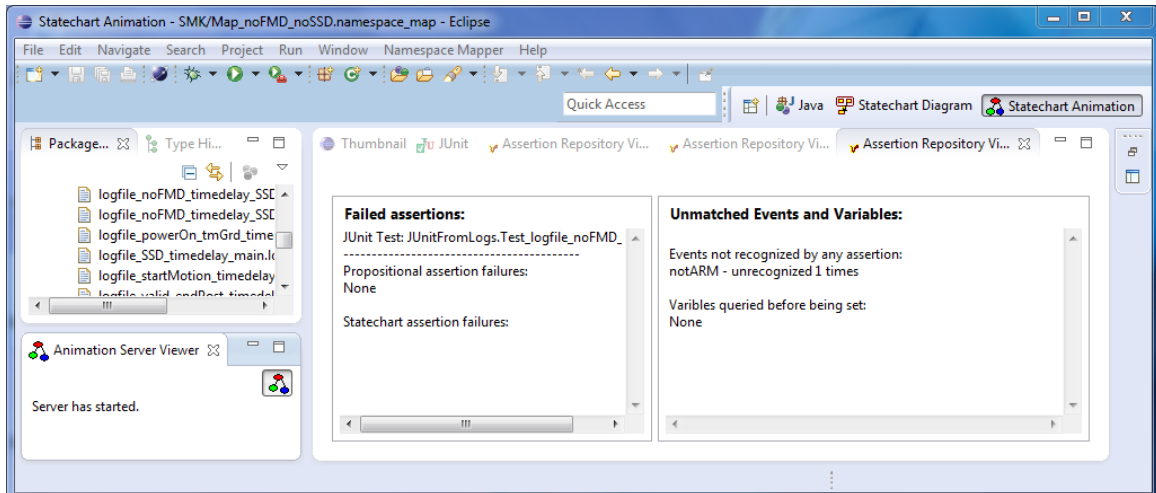 Statechart Animation - SMK/Map_noFMD_noSSD.namespace_map - Eclipse
File Edit Navigate Search Project Run Window Namespace Mapper Help
Quick Access
Java
Statechart Diagram
Statechart Animation
Package...
Type Hi...
Thumbnail
JUnit
Assertion Repository Vi...
Assertion Repository Vi...
Assertion Repository Vi...
logfile_noFMD_timedelay_SSD
logfile_noFMD_timedelay_SSD
logfile_powerOn_tmGrd_time
logfile_SSD_timedelay_main.lo
logfile_startMotion_timedelay
Failed assertions:
JUnit Test: JUnitFromLogs.Test_logfile_noFMD_
-------------------------------------------
Propositional assertion failures:
None
Statechart assertion failures:
Unmatched Events and Variables:
Events not recognized by any assertion:
notARM - unrecognized 1 times
Varibles queried before being set:
None
Animation Server Viewer
Server has started.